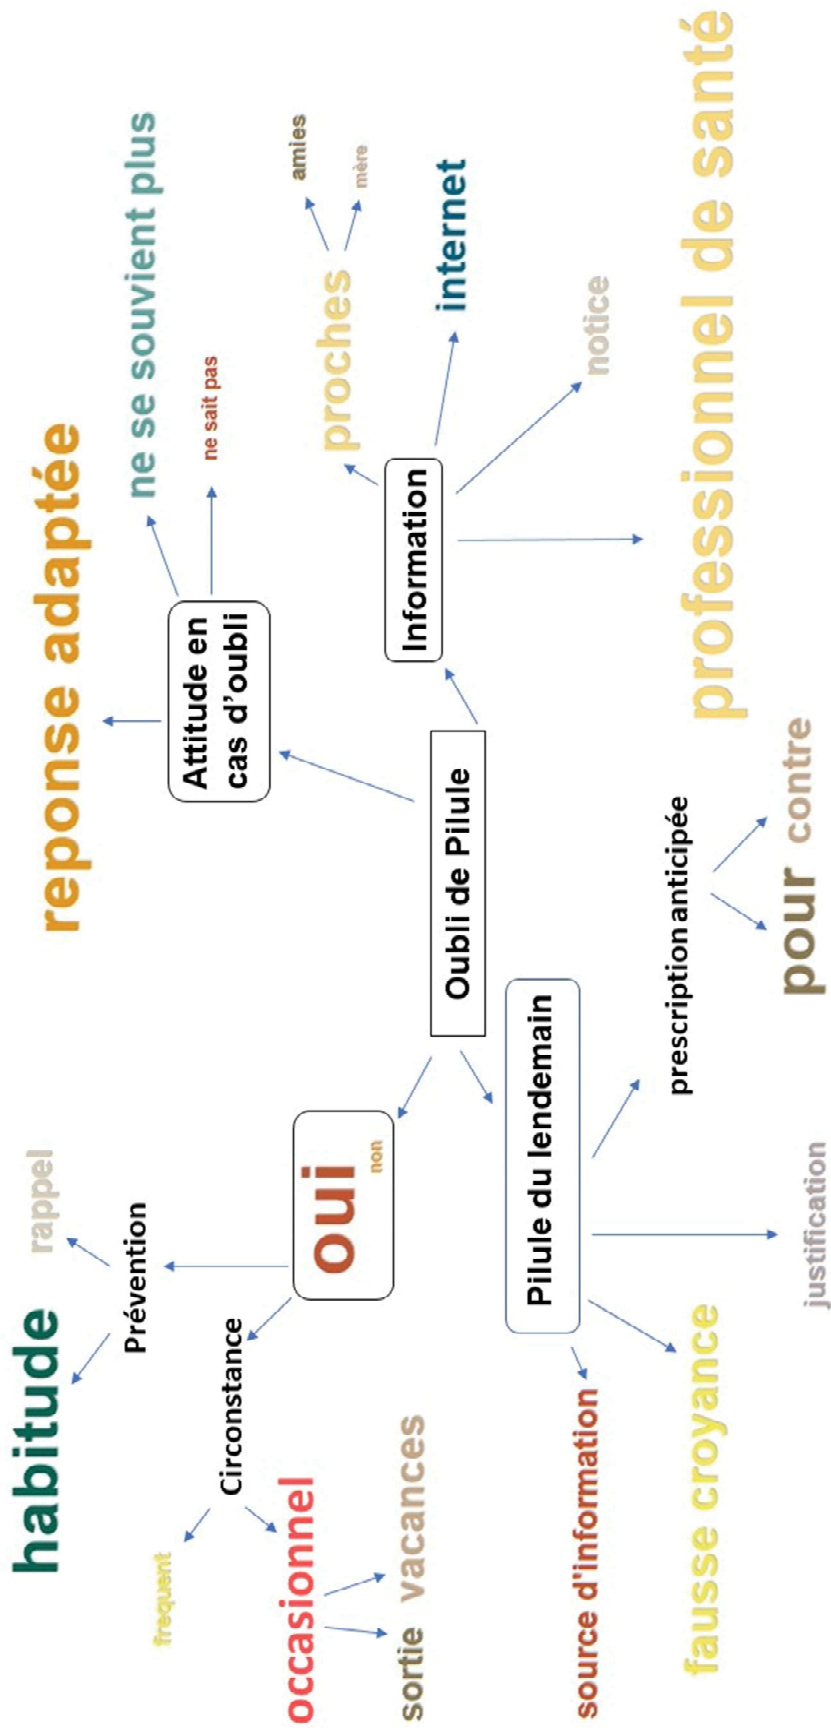 habitude
rappel
Prévention
frequent
Circonstance
occasionnel
sortie
vacances
oui
non
reponse adaptée
ne se souvient plus
ne sait pas
Attitude en
cas d'oubli
Oubli de Pilule
Information
proches
amies
mère
internet
notice
professionnel de santé
Pilule du lendemain
source d'information
fausse croyance
justification
prescription anticipée
pour
contre